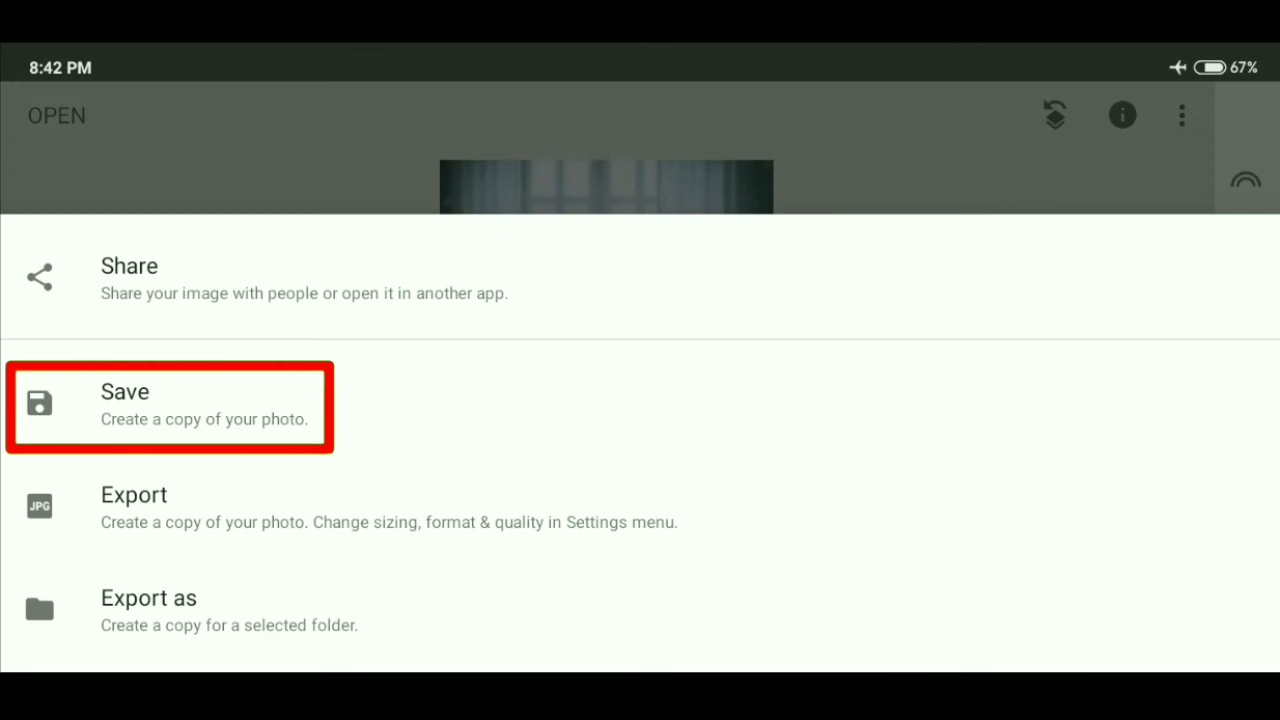 8:42 PM
67%
OPEN
Share
Share your image with people or open it in another app.
Save
Create a copy of your photo.
JPG
Export
Create a copy of your photo. Change sizing, format & quality in Settings menu.
Export as
Create a copy for a selected folder.